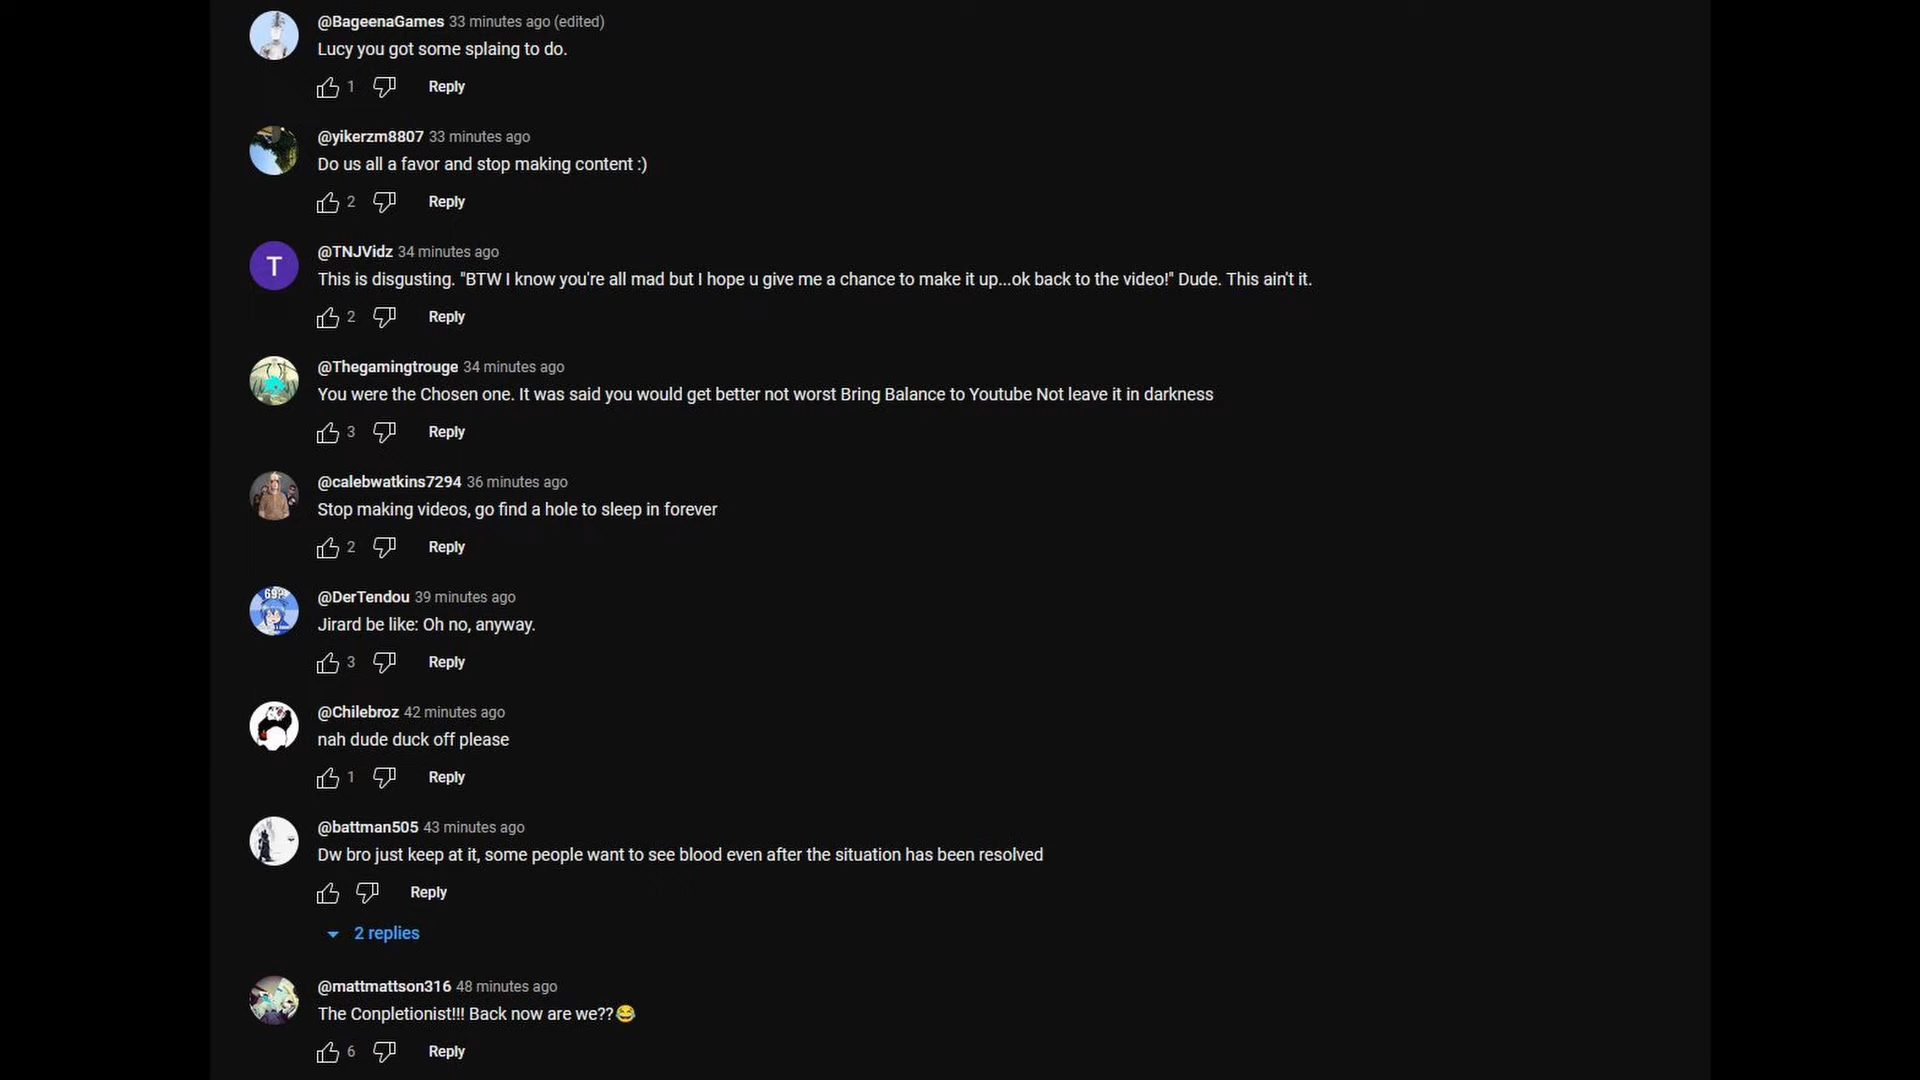 @BageenaGames 33 minutes ago (edited)
Lucy you got some splaing to do.
1 Reply
@yikerzm8807 33 minutes ago
Do us all a favor and stop making content :)
2 Reply
T
@TNJVidz 34 minutes ago
This is disgusting. "BTW I know you're all mad but I hope u give me a chance to make it up...ok back to the video!" Dude. This ain't it.
2 Reply
@Thegamingtrouge 34 minutes ago
You were the Chosen one. It was said you would get better not worst Bring Balance to Youtube Not leave it in darkness
3 Reply
@calebwatkins7294 36 minutes ago
Stop making videos, go find a hole to sleep in forever
2 Reply
69?
@DerTendou 39 minutes ago
Jirard be like: Oh no, anyway.
3 Reply
@Chilebroz 42 minutes ago
nah dude duck off please
1 Reply
@battman505 43 minutes ago
Dw bro just keep at it, some people want to see blood even after the situation has been resolved
Reply
2 replies
@mattmattson316 48 minutes ago
The Conpletionist!!! Back now are we??😂
6 Reply